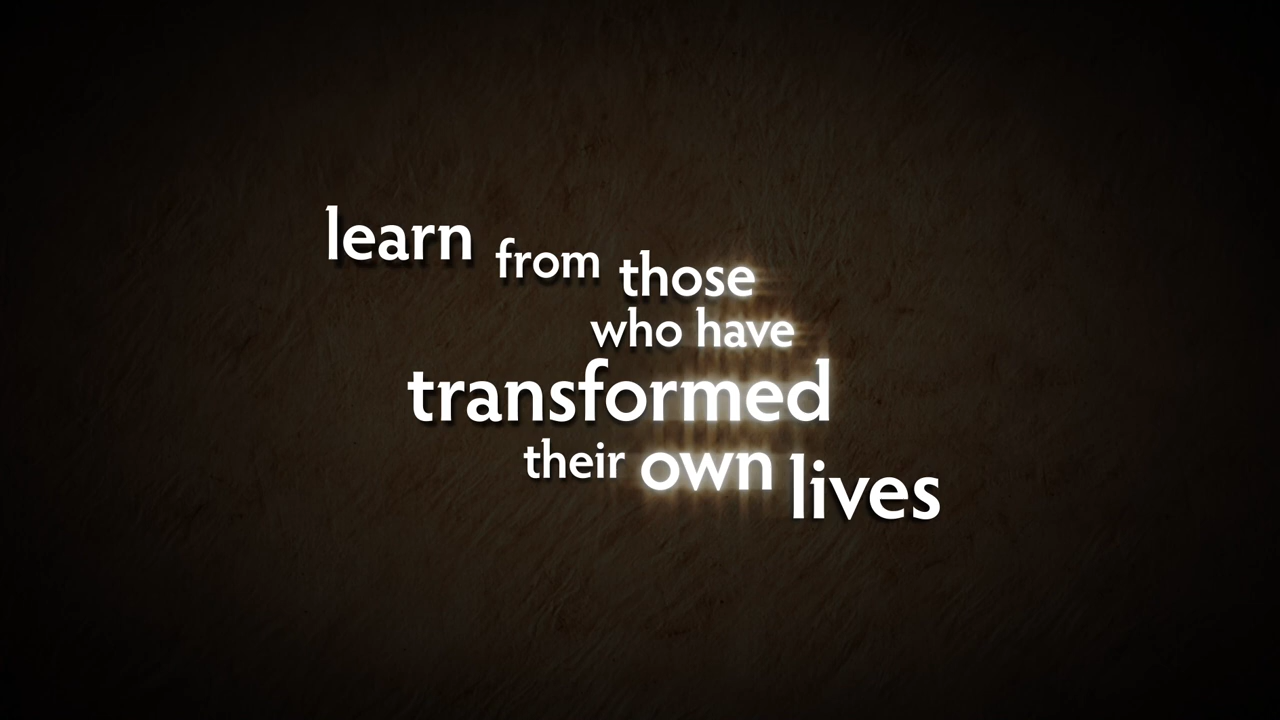 learn from those
who have
transformed
their own lives